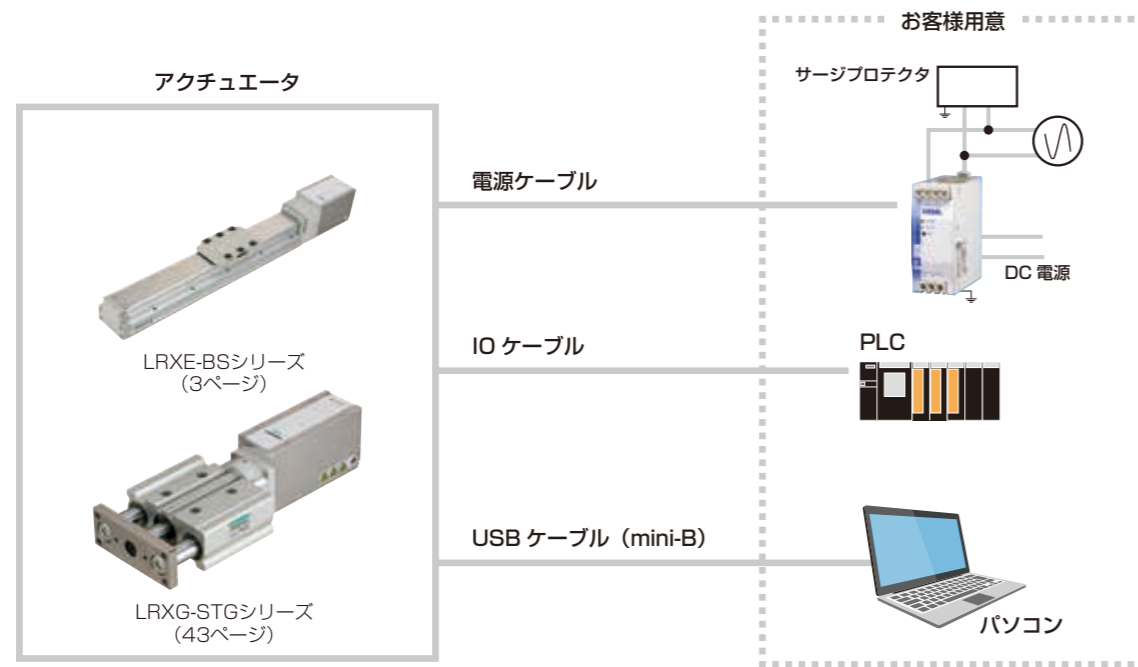 お客様用意
アクチュエータ
サージプロテクタ
電源ケーブル
DC 電源
LRXE-BSシリーズ
（3ページ）
IO ケーブル
PLC
USB ケーブル（mini-B）
LRXG-STGシリーズ
（43ページ）
パソコン